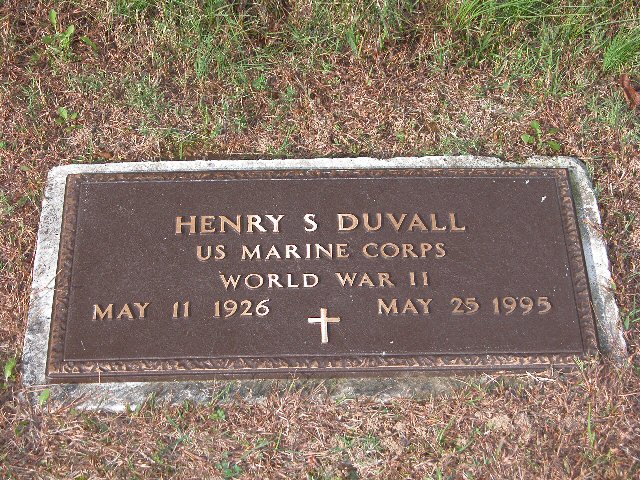 HENRY S DUVALL
US MARINE CORPS
WORLD WAR II
MAY 11 1926 MAY 25 1995